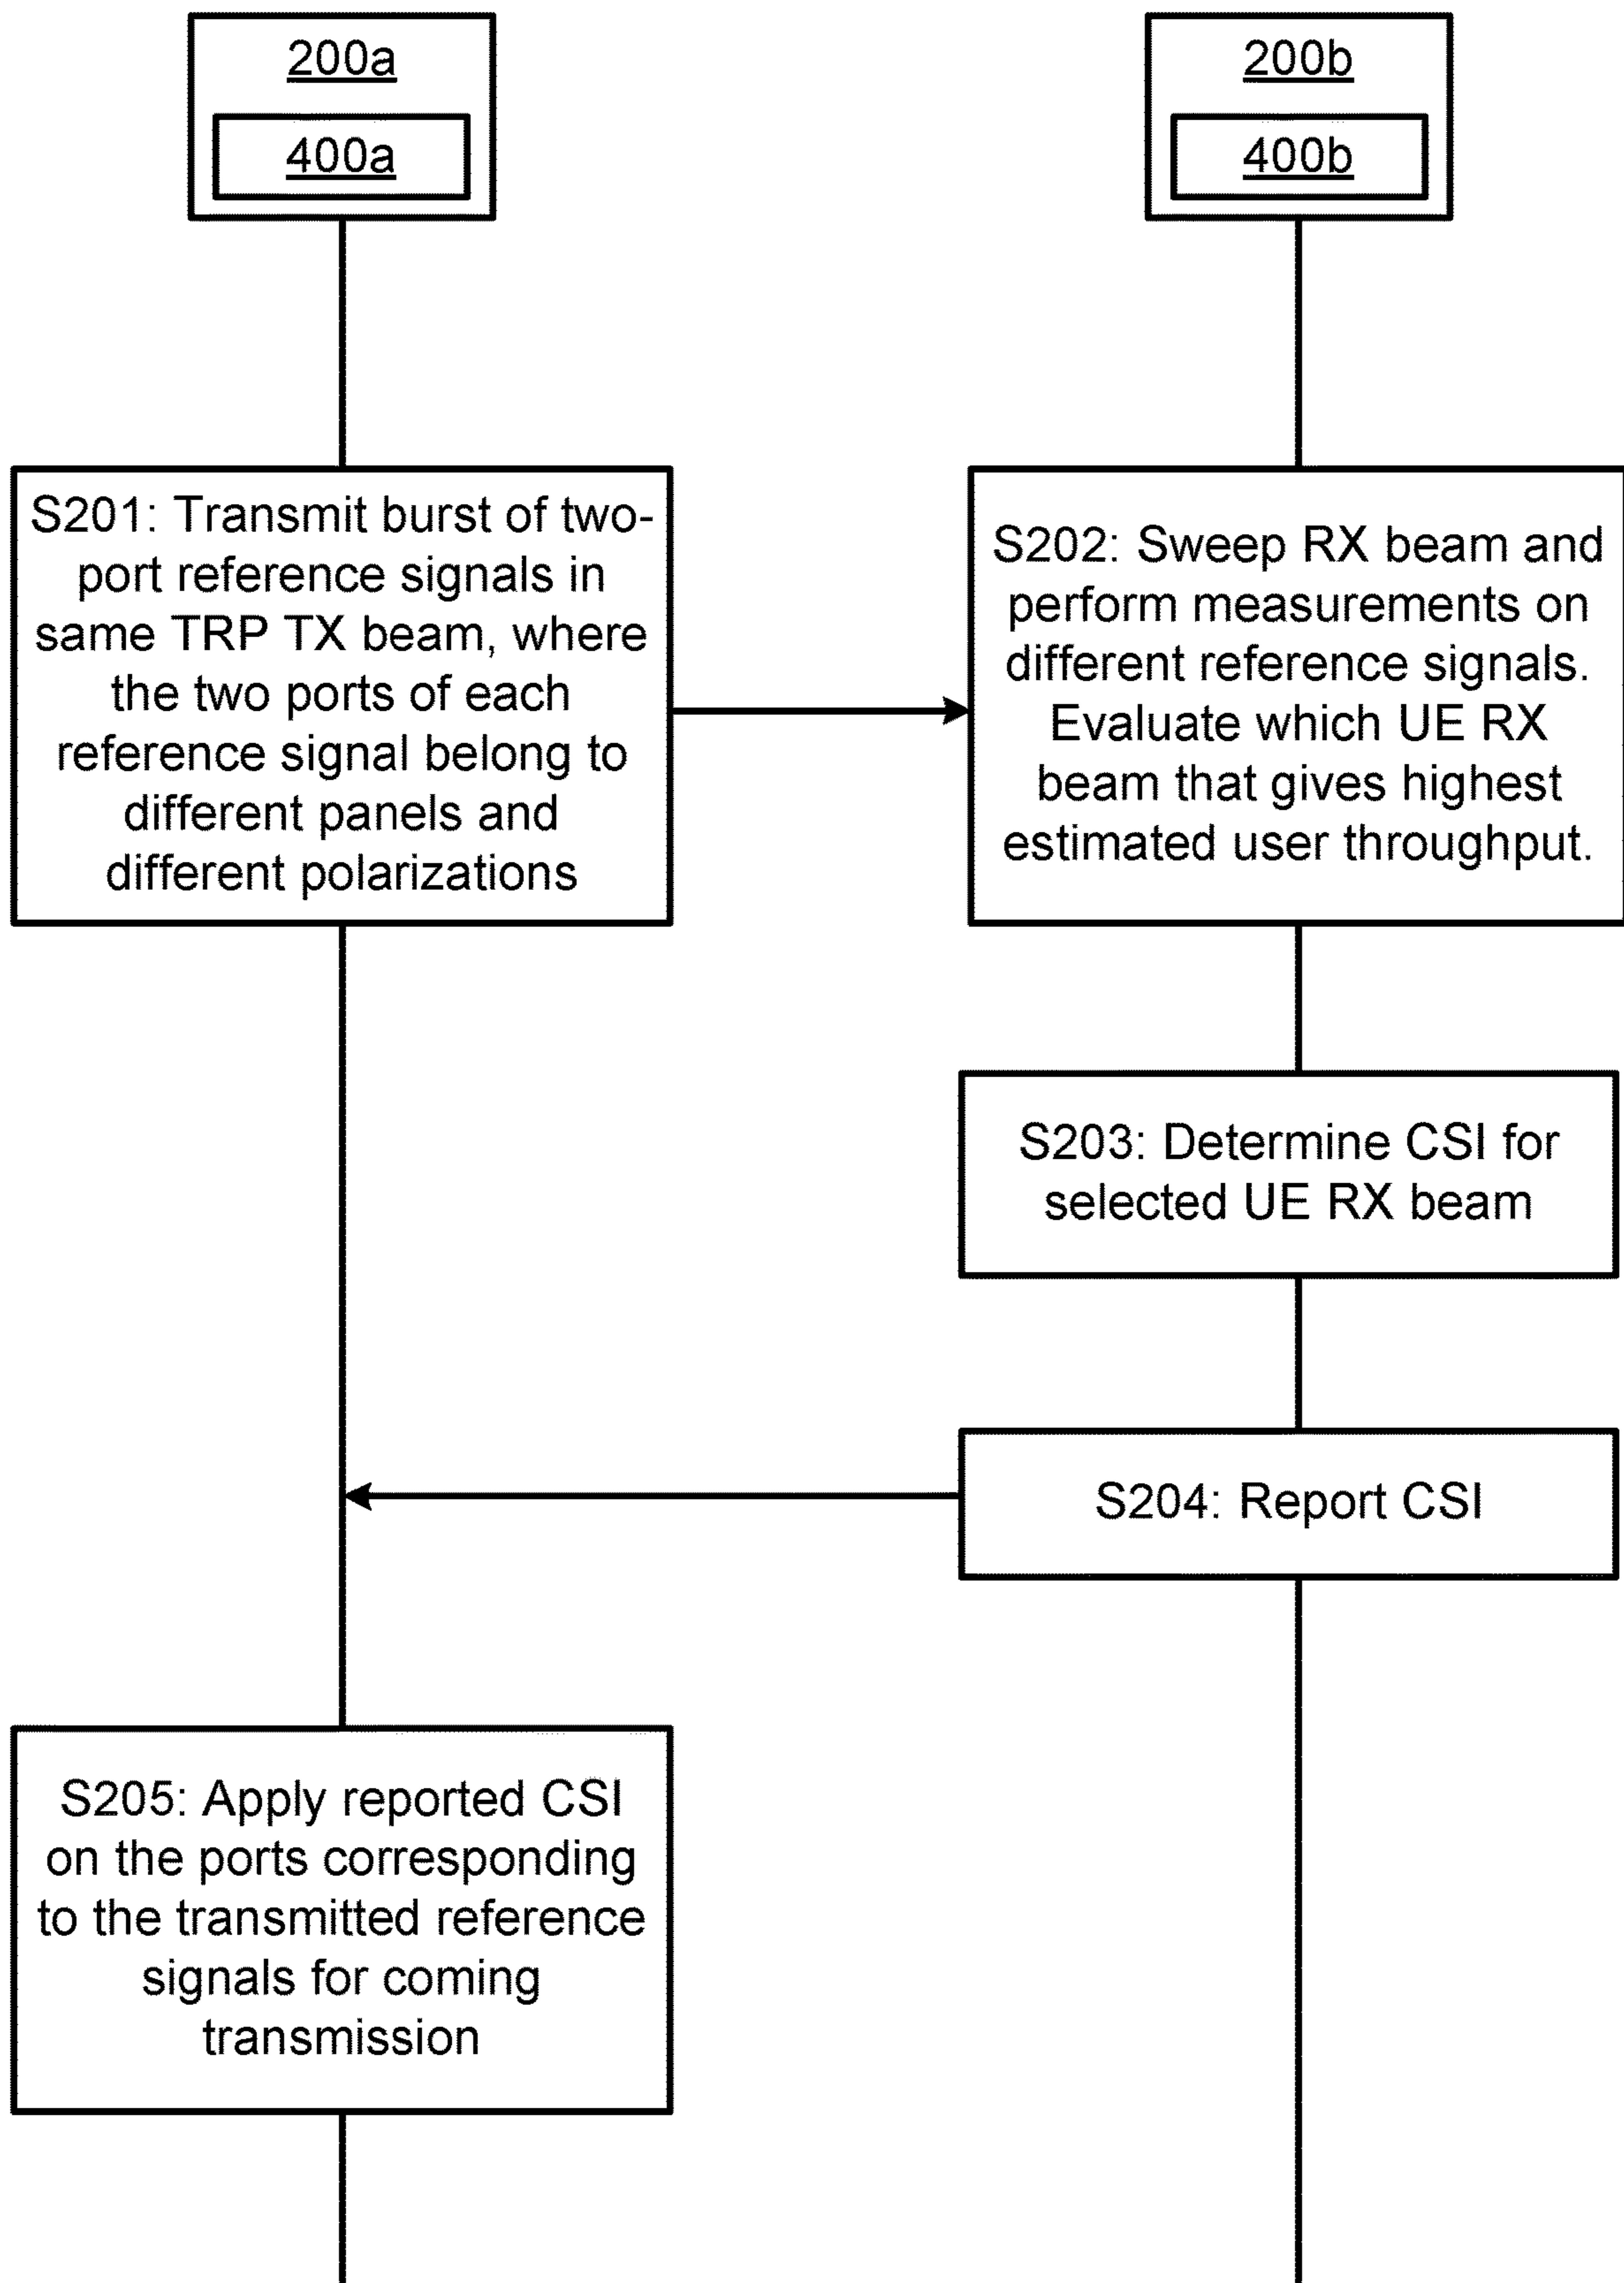 200a
400a
200b
400b
S201: Transmit burst of two-
port reference signals in
same TRP TX beam, where
the two ports of each
reference signal belong to
different panels and
different polarizations
S202: Sweep RX beam and
perform measurements on
different reference signals.
Evaluate which UE RX
beam that gives highest
estimated user throughput.
S203: Determine CSI for
selected UE RX beam
S204: Report CSI
S205: Apply reported CSI
on the ports corresponding
to the transmitted reference
signals for coming
transmission